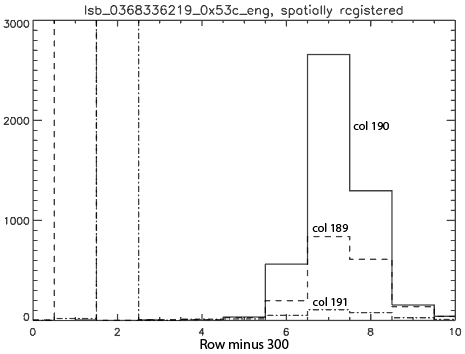 lsb_0368336219_0x53c_eng, spatially registered
3000
2000
1000
0
col 190
col 189
col 191
0
2
4
6
8
10
Row minus 300